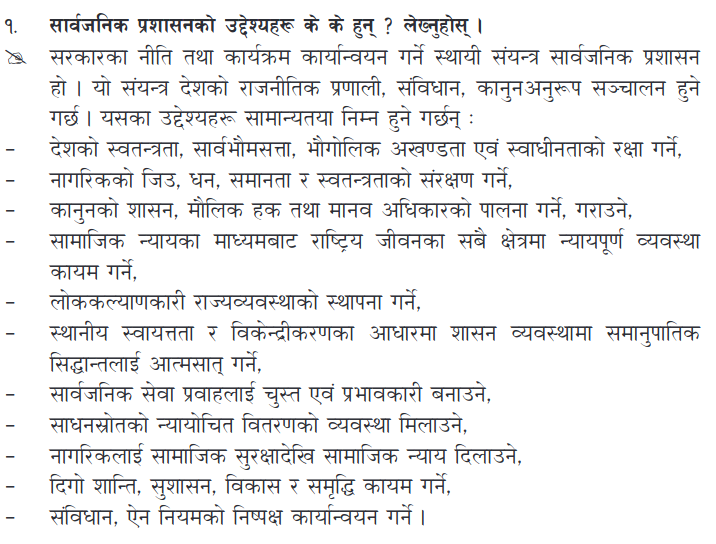 १. सार्वजनिक प्रशासनको उद्देश्यहरू के के हुन् ? लेख्नुहोस् ।
सरकारका नीति तथा कार्यक्रम कार्यान्वयन गर्ने स्थायी संयन्त्र सार्वजनिक प्रशासन
हो । यो संयन्त्र देशको राजनीतिक प्रणाली, संविधान, कानुनअनुरूप सञ्चालन हुने
गर्छ । यसका उद्देश्यहरू सामान्यतया निम्न हुने गर्छन् :
– देशको स्वतन्त्रता, सार्वभौमसत्ता, भौगोलिक अखण्डता एवं स्वाधीनताको रक्षा गर्ने,
– नागरिकको जिउ, धन, समानता र स्वतन्त्रताको संरक्षण गर्ने,
– कानुनको शासन, मौलिक हक तथा मानव अधिकारको पालना गर्ने, गराउने,
– सामाजिक न्यायका माध्यमबाट राष्ट्रिय जीवनका सबै क्षेत्रमा न्यायपूर्ण व्यवस्था
कायम गर्ने,
– लोककल्याणकारी राज्यव्यवस्थाको स्थापना गर्ने,
– स्थानीय स्वायत्तता र विकेन्द्रीकरणका आधारमा शासन व्यवस्थामा समानुपातिक
सिद्धान्तलाई आत्मसात् गर्ने,
– सार्वजनिक सेवा प्रवाहलाई चुस्त एवं प्रभावकारी बनाउने,
– साधनस्रोतको न्यायोचित वितरणको व्यवस्था मिलाउने,
– नागरिकलाई सामाजिक सुरक्षादेखि सामाजिक न्याय दिलाउने,
– दिगो शान्ति, सुशासन, विकास र समृद्धि कायम गर्ने,
– संविधान, ऐन नियमको निष्पक्ष कार्यान्वयन गर्ने ।